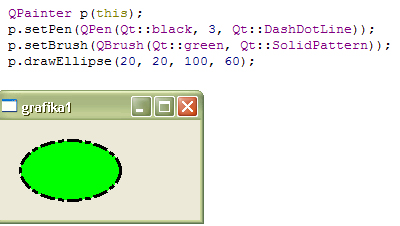 QPainter p(this);
p.setPen(QPen(Qt::black, 3, Qt::DashDotLine));
p.setBrush(QBrush(Qt::green, Qt::SolidPattern));
p.drawEllipse(20, 20, 100, 60);
grafika1